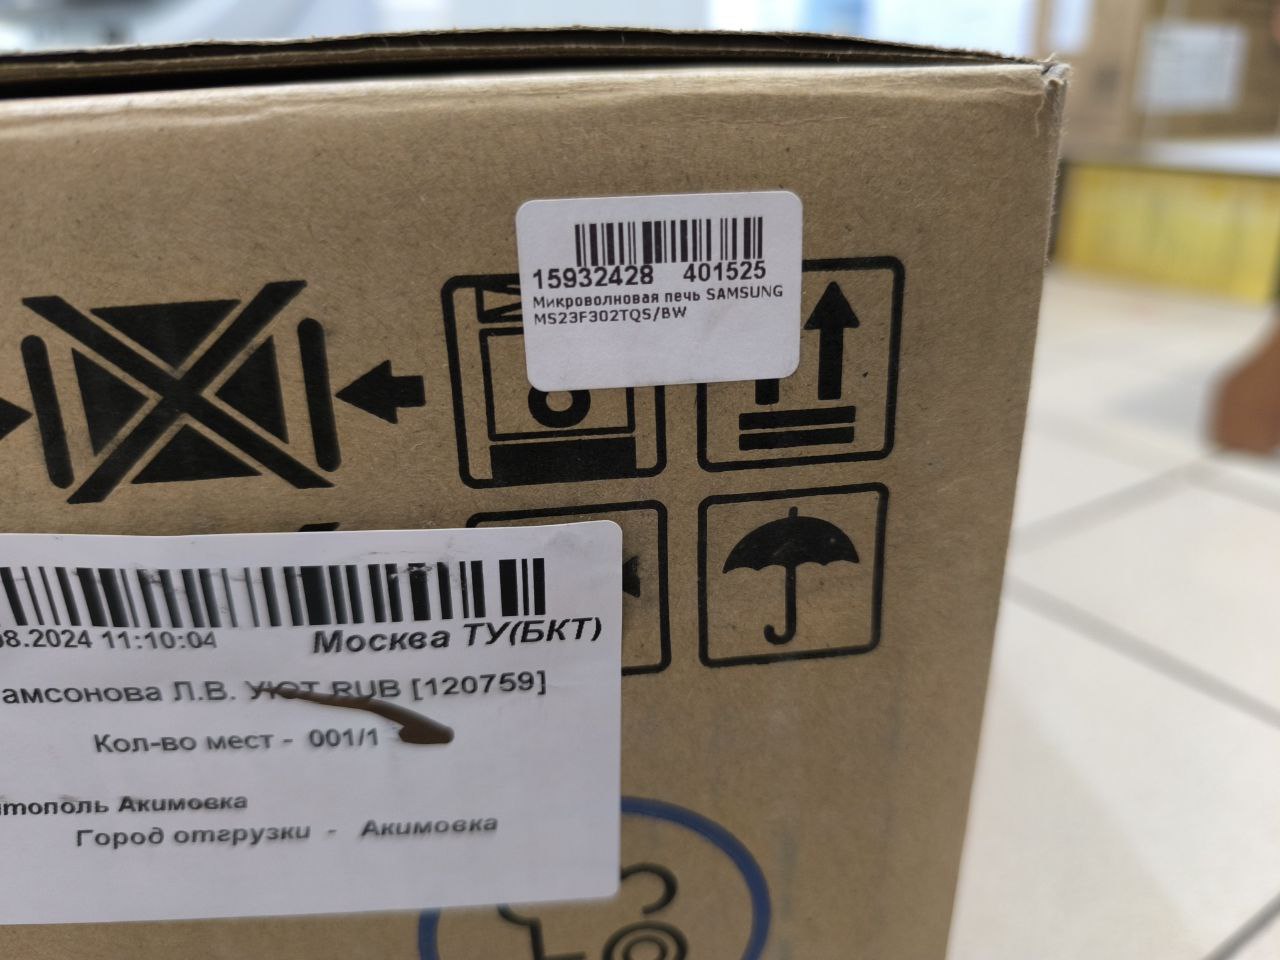 15932428 401525
Микроволновая печь SAMSUNG
MS23F302TQS/BW
08.2024 11:10:04 Москва ТУ(БКТ)
амсонова Л.В. УЮТ RUB [120759]
Кол-во мест - 001/1
итополь Акимовка
Город отгрузки - Акимовка